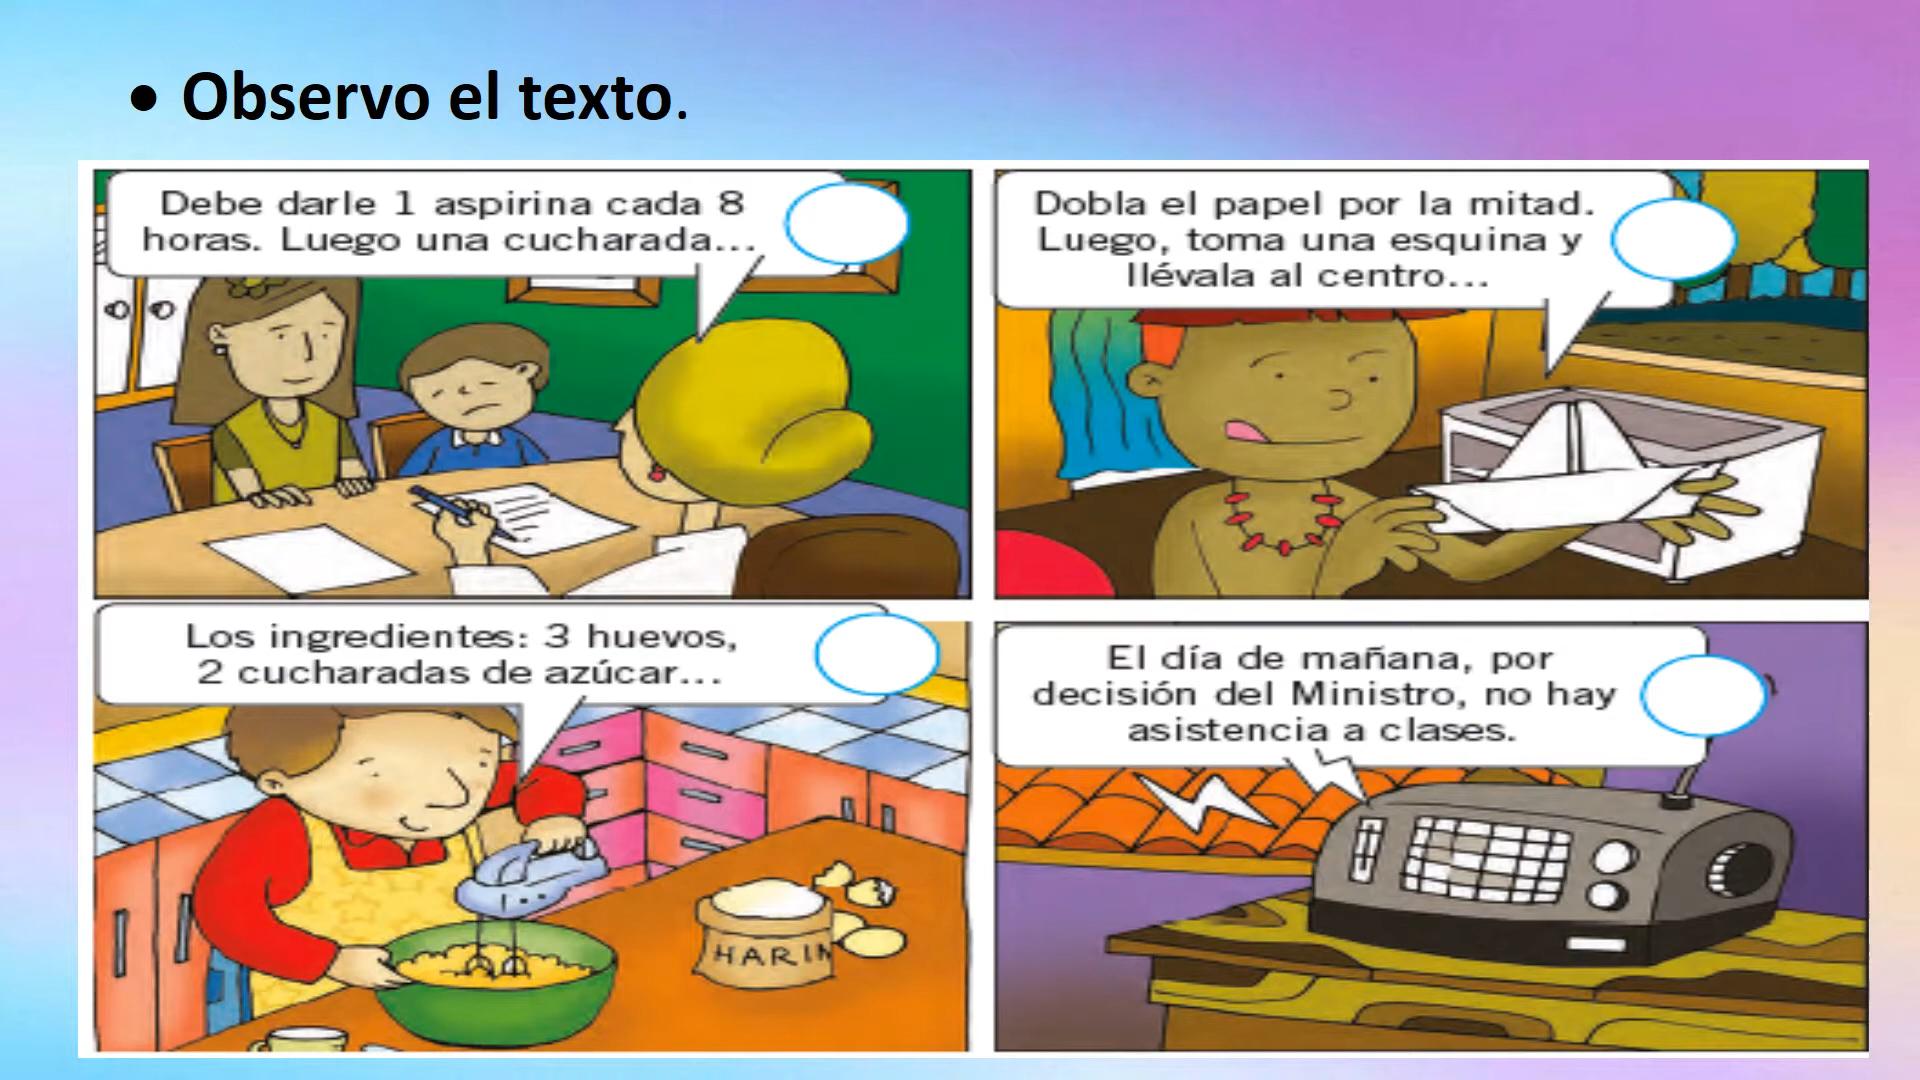 • Observo el texto.
Debe darle 1 aspirina cada 8
horas. Luego una cucharada...
Dobla el papel por la mitad.
Luego, toma una esquina y
llévala al centro...
Los ingredientes: 3 huevos,
2 cucharadas de azúcar...
HARIN
El día de mañana, por
decisión del Ministro, no hay
asistencia a clases.